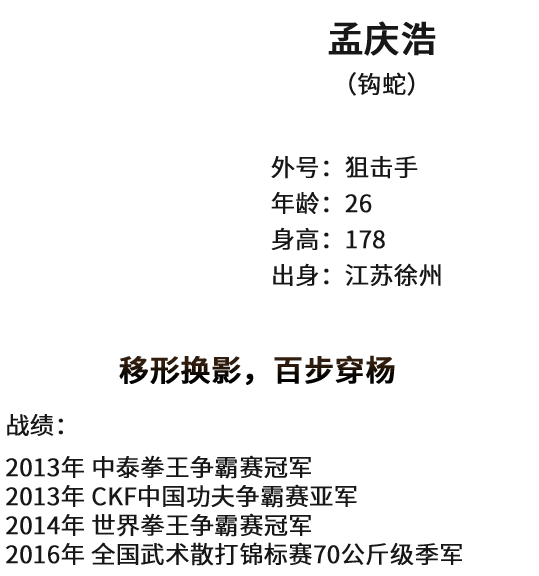 孟庆浩
（钩蛇）
外号：狙击手
年龄：26
身高：178
出身：江苏徐州
移形换影，百步穿杨
战绩：
2013年 中泰拳王争霸赛冠军
2013年 CKF中国功夫争霸赛亚军
2014年 世界拳王争霸赛冠军
2016年 全国武术散打锦标赛70公斤级季军